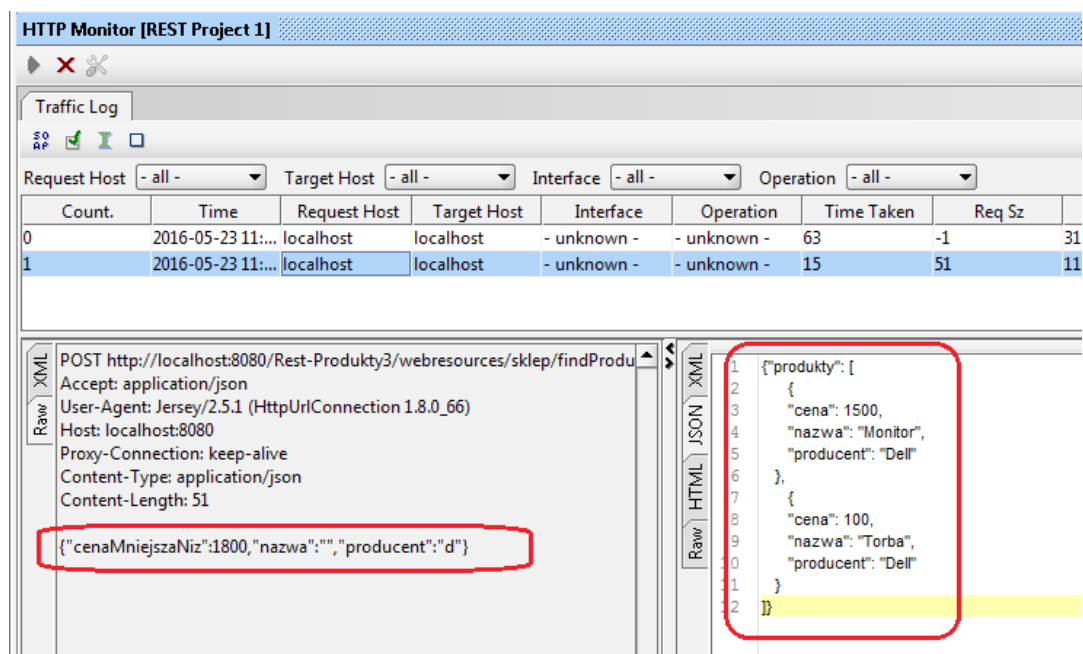 HTTP Monitor [REST Project 1]
Traffic Log
SO
AP
Request Host - all - Target Host - all - Interface - all - Operation - all -
Count. Time Request Host Target Host Interface Operation Time Taken Req Sz
0 2016-05-23 11:... localhost localhost - unknown - - unknown - 63 -1 31
1 2016-05-23 11:... localhost localhost - unknown - - unknown - 15 51 11
XML
Raw
POST http://localhost:8080/Rest-Produkty3/webresources/sklep/findProdu
Accept: application/json
User-Agent: Jersey/2.5.1 (HttpUrlConnection 1.8.0_66)
Host: localhost:8080
Proxy-Connection: keep-alive
Content-Type: application/json
Content-Length: 51
{"cenaMniejszaNiz":1800,"nazwa":"","producent":"d"}
XML
JSON
HTML
Raw
1 {"produkty": [
2 {
3 "cena": 1500,
4 "nazwa": "Monitor",
5 "producent": "Dell"
6 },
7 {
8 "cena": 100,
9 "nazwa": "Torba",
10 "producent": "Dell"
11 }
12 ]}